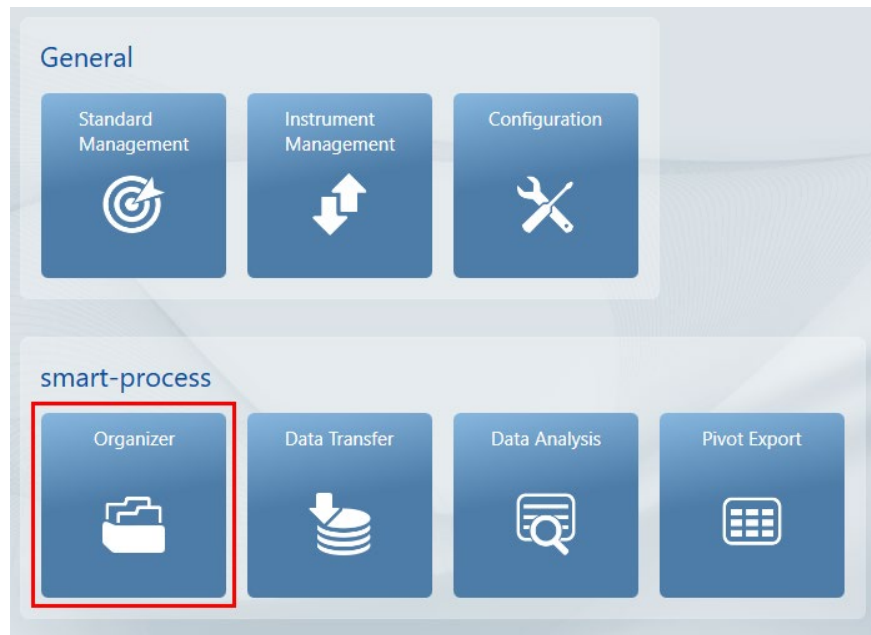 General
Standard
Management
Instrument
Management
Configuration
smart-process
Organizer
Data Transfer
Data Analysis
Pivot Export